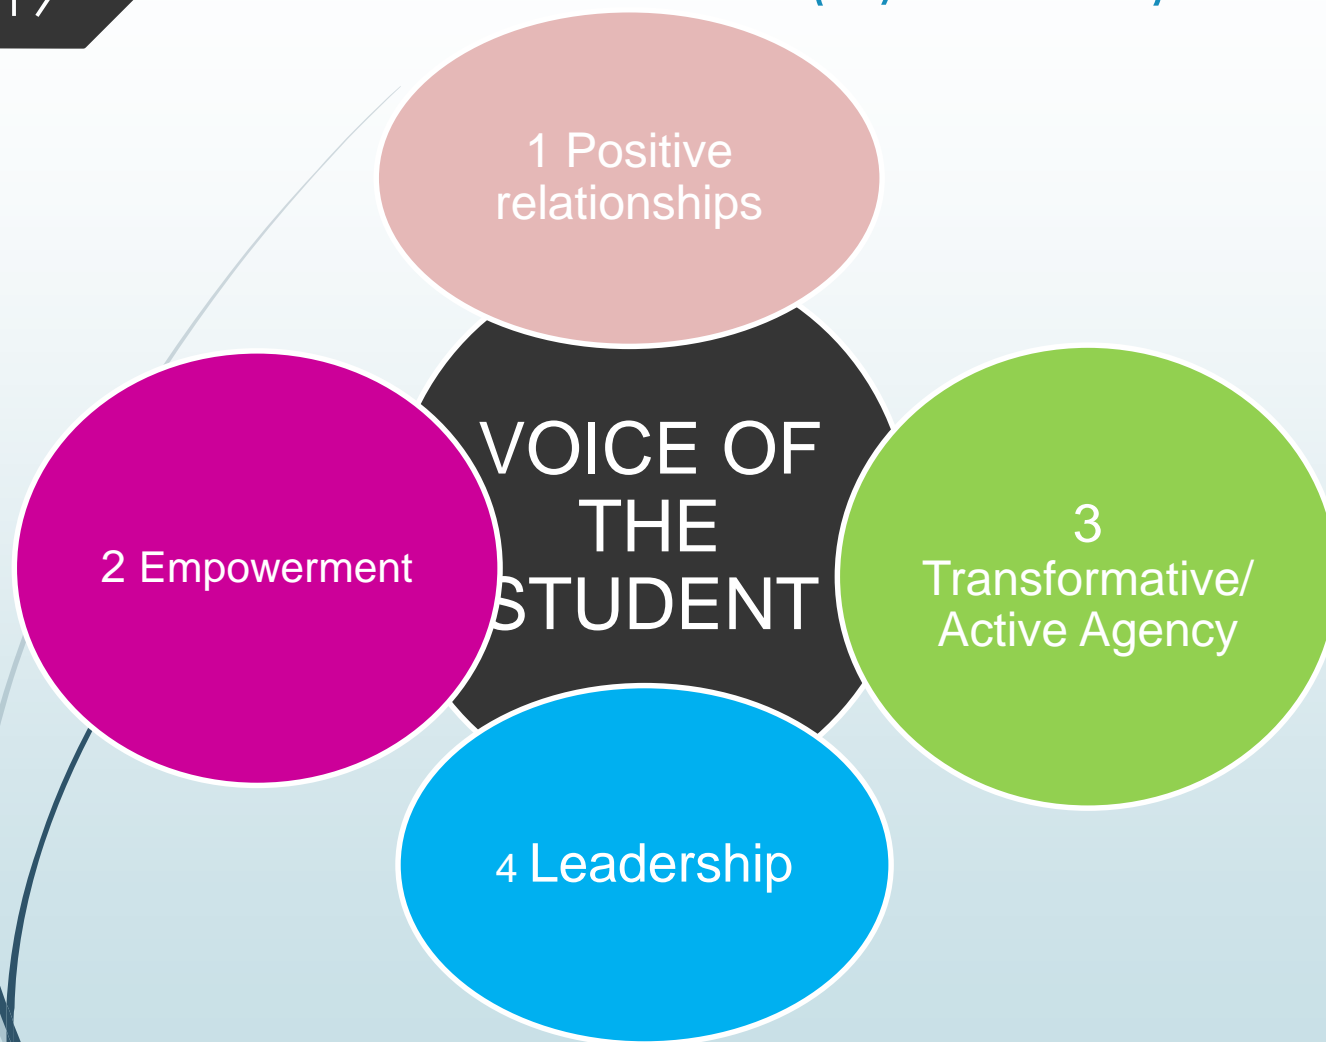 1 Positive
relationships
VOICE OF
THE
STUDENT
2 Empowerment
3
Transformative/
Active Agency
4 Leadership